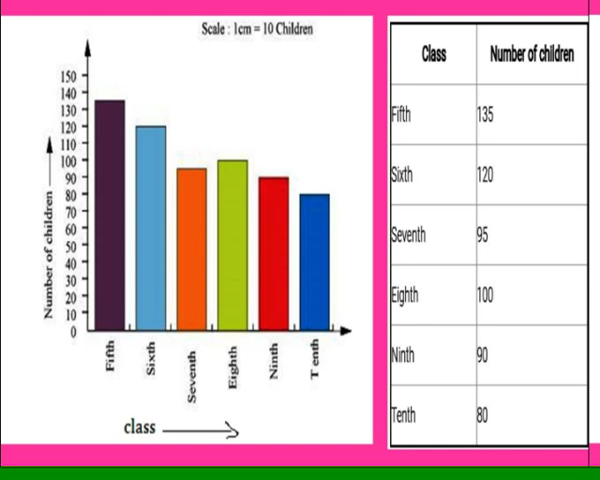 Scale : 1cm = 10 Children
150
140
130
120
110
100
90
80
70
60
50
40
30
20
10
0
Number of children
Fifth
Sixth
Seventh
Eighth
Ninth
T enth
class
Class Number of children
Fifth 135
Sixth 120
Seventh 95
Eighth 100
Ninth 90
Tenth 80